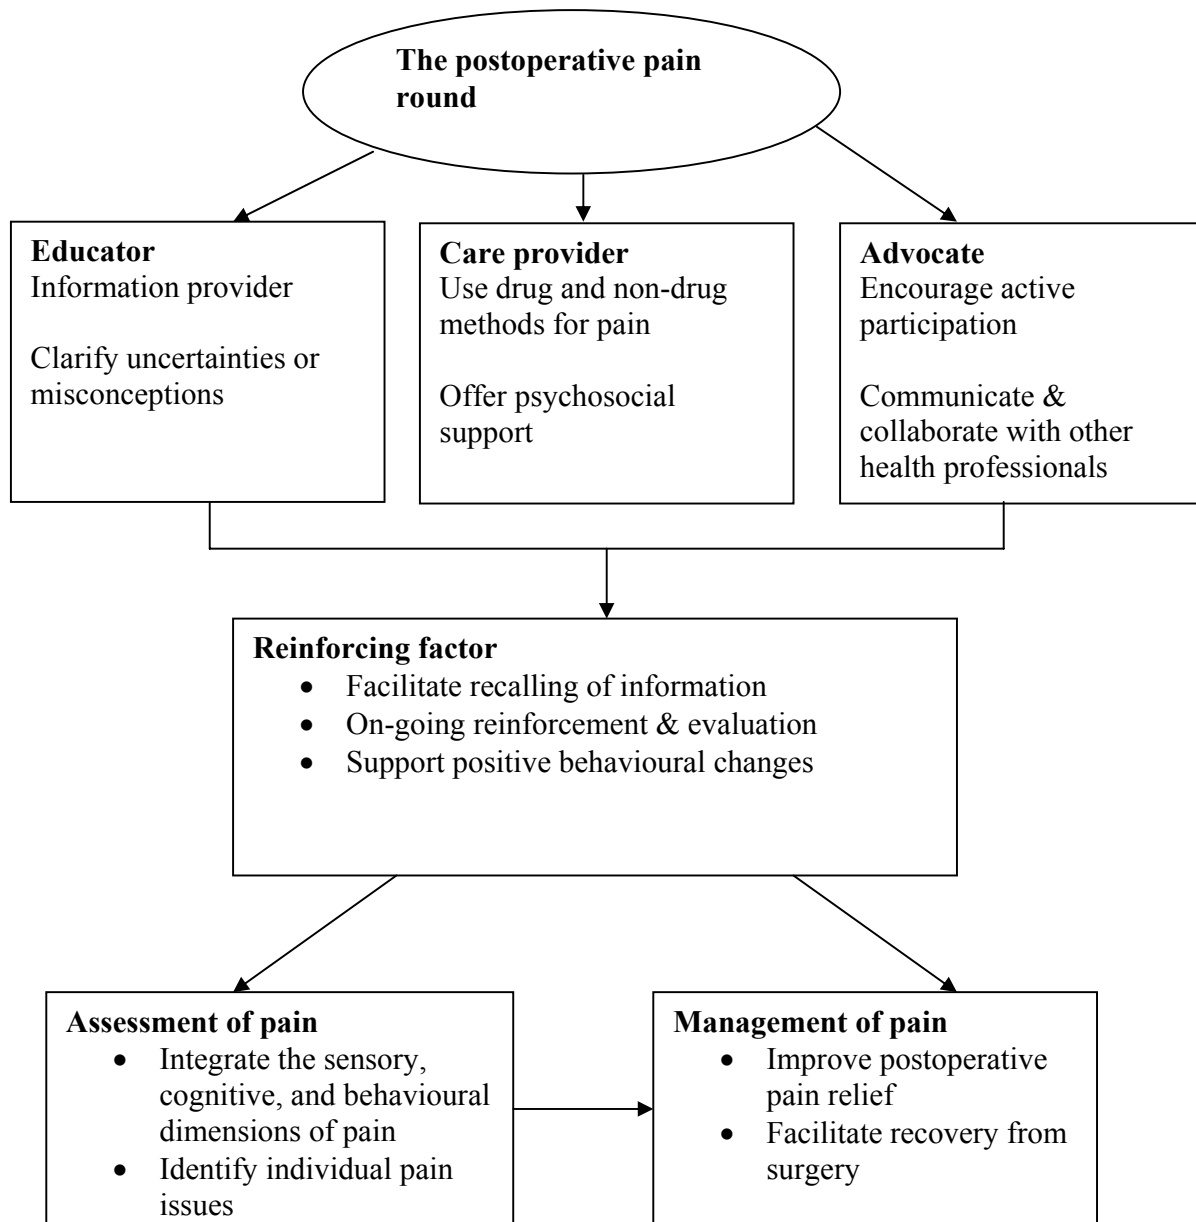 The postoperative pain
round
Educator
Information provider
Clarify uncertainties or
misconceptions
Care provider
Use drug and non-drug
methods for pain
Offer psychosocial
support
Advocate
Encourage active
participation
Communicate &
collaborate with other
health professionals
Reinforcing factor
• Facilitate recalling of information
• On-going reinforcement & evaluation
• Support positive behavioural changes
Assessment of pain
• Integrate the sensory,
cognitive, and behavioural
dimensions of pain
• Identify individual pain
issues
Management of pain
• Improve postoperative
pain relief
• Facilitate recovery from
surgery